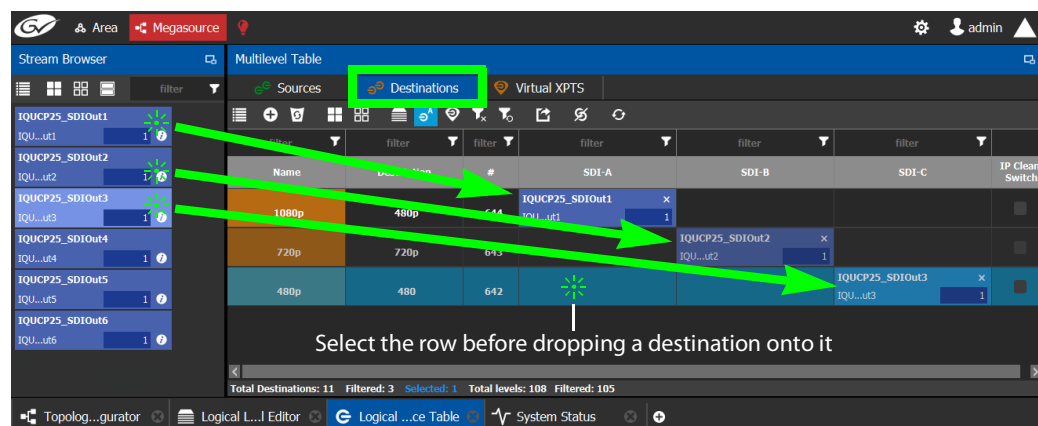 GV Area Megasource admin
Stream Browser
Multilevel Table
filter
Sources Destinations Virtual XPTS
IQUCP25_SDIOut1
IQU...ut1 1
IQUCP25_SDIOut2
IQU...ut2 1
IQUCP25_SDIOut3
IQU...ut3 1
IQUCP25_SDIOut4
IQU...ut4 1
IQUCP25_SDIOut5
IQU...ut5 1
IQUCP25_SDIOut6
IQU...ut6 1
filter filter filter filter filter filter
Name Destination # SDI-A SDI-B SDI-C IP Clean Switch
1080p 480p 644 IQUCP25_SDIOut1 ×
IQU...ut1 1
720p 720p 643 IQUCP25_SDIOut2 ×
IQU...ut2 1
480p 480 642 IQUCP25_SDIOut3 ×
IQU...ut3 1
Select the row before dropping a destination onto it
Total Destinations: 11 Filtered: 3 Selected: 1 Total levels: 108 Filtered: 105
Topolog...gurator Logical L...l Editor Logical ...ce Table System Status